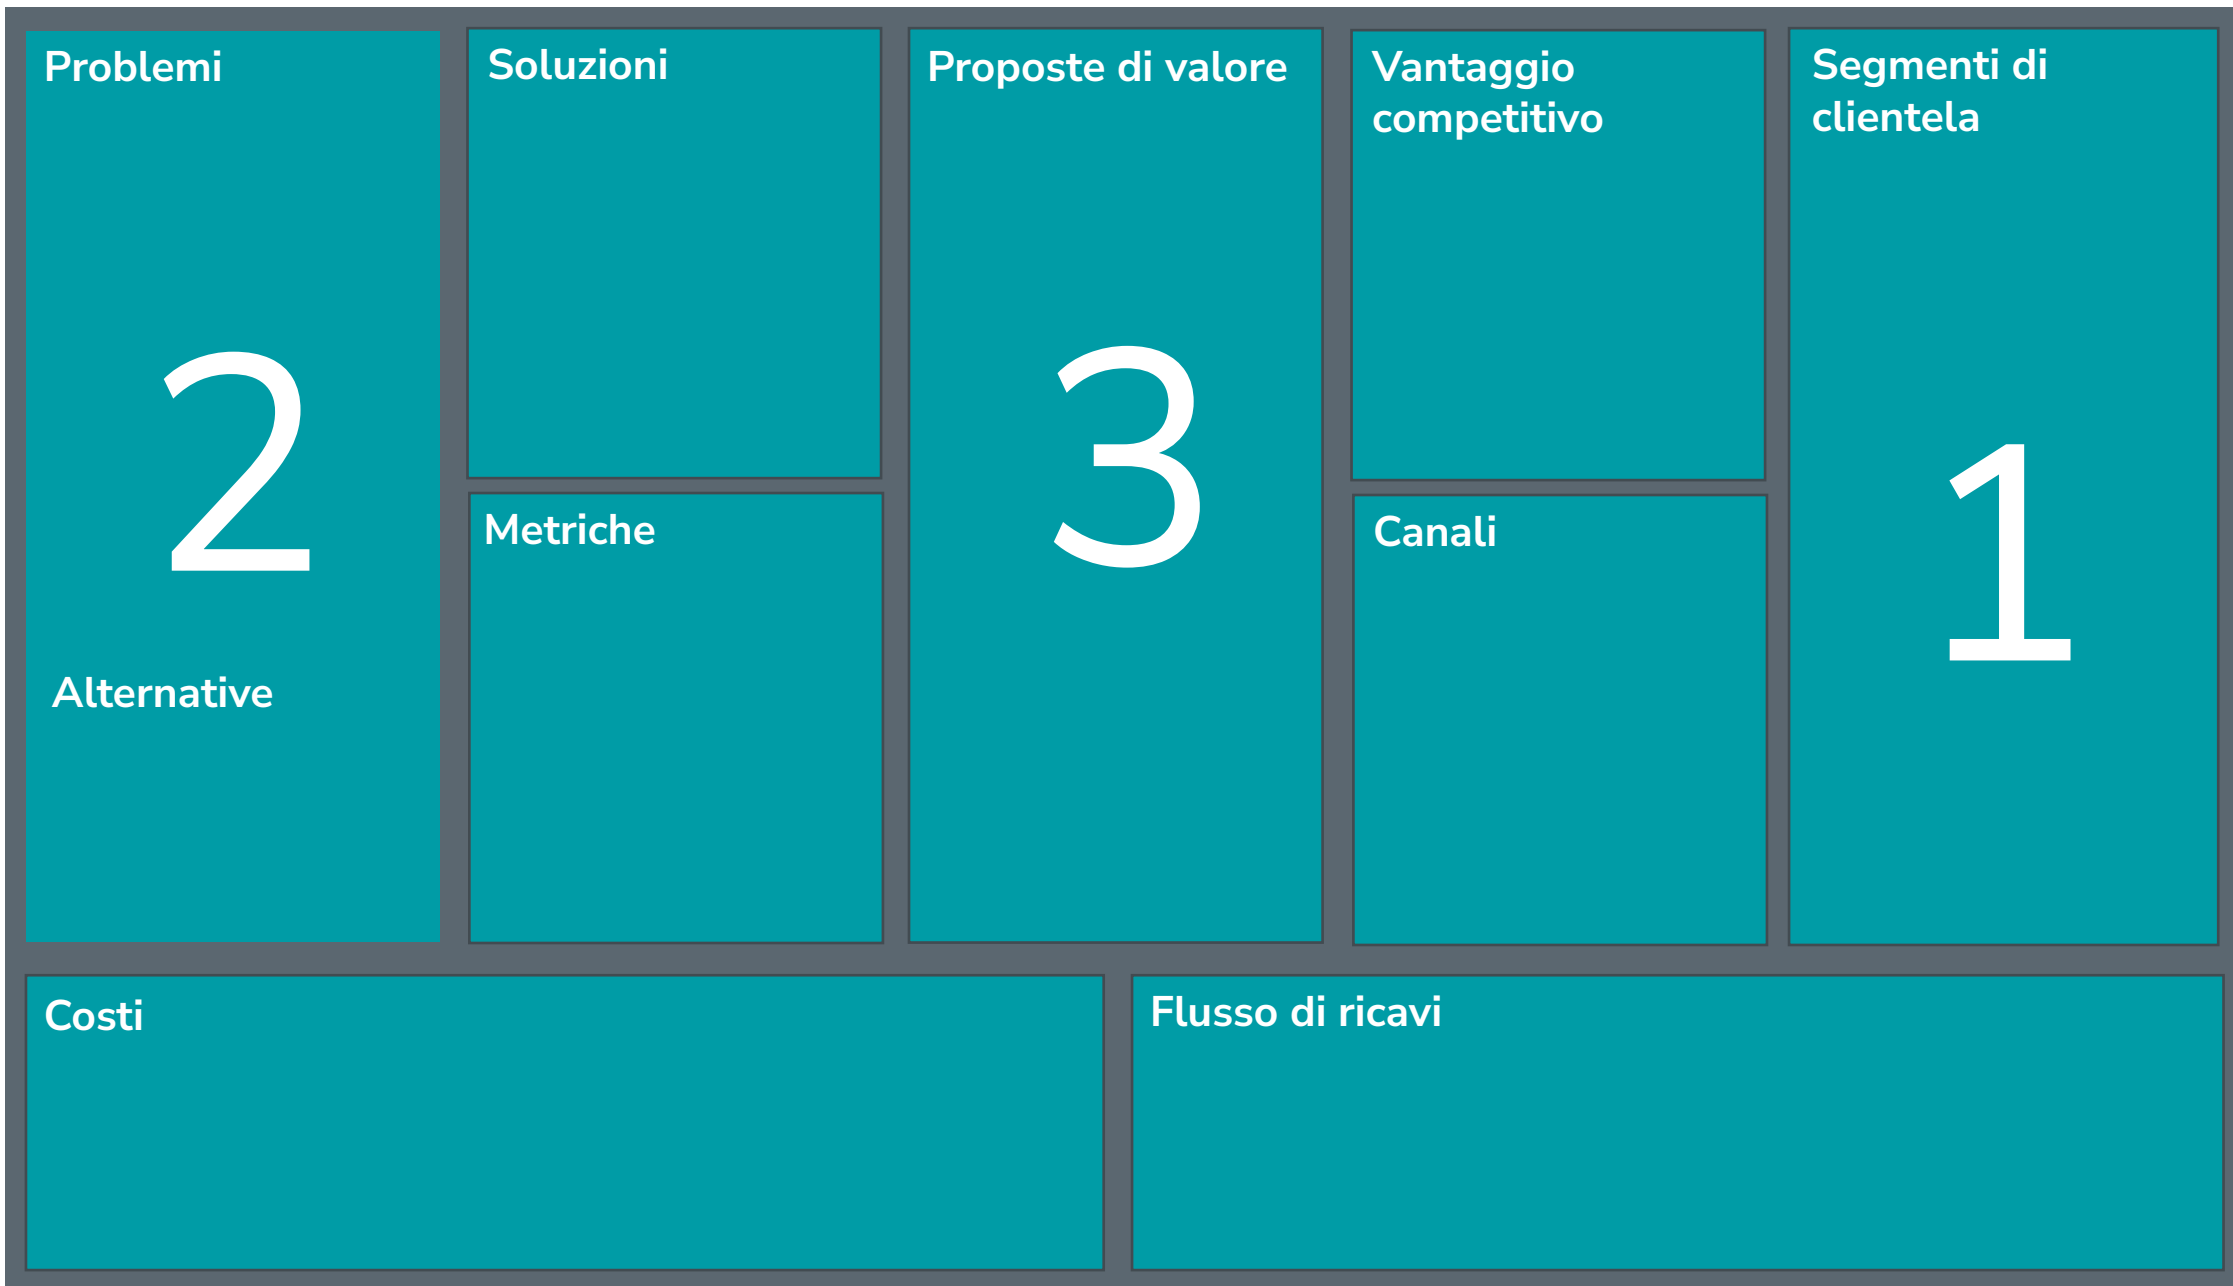 Problemi
2
Alternative
Soluzioni
Metriche
Proposte di valore
3
Vantaggio
competitivo
Canali
Segmenti di
clientela
1
Costi
Flusso di ricavi